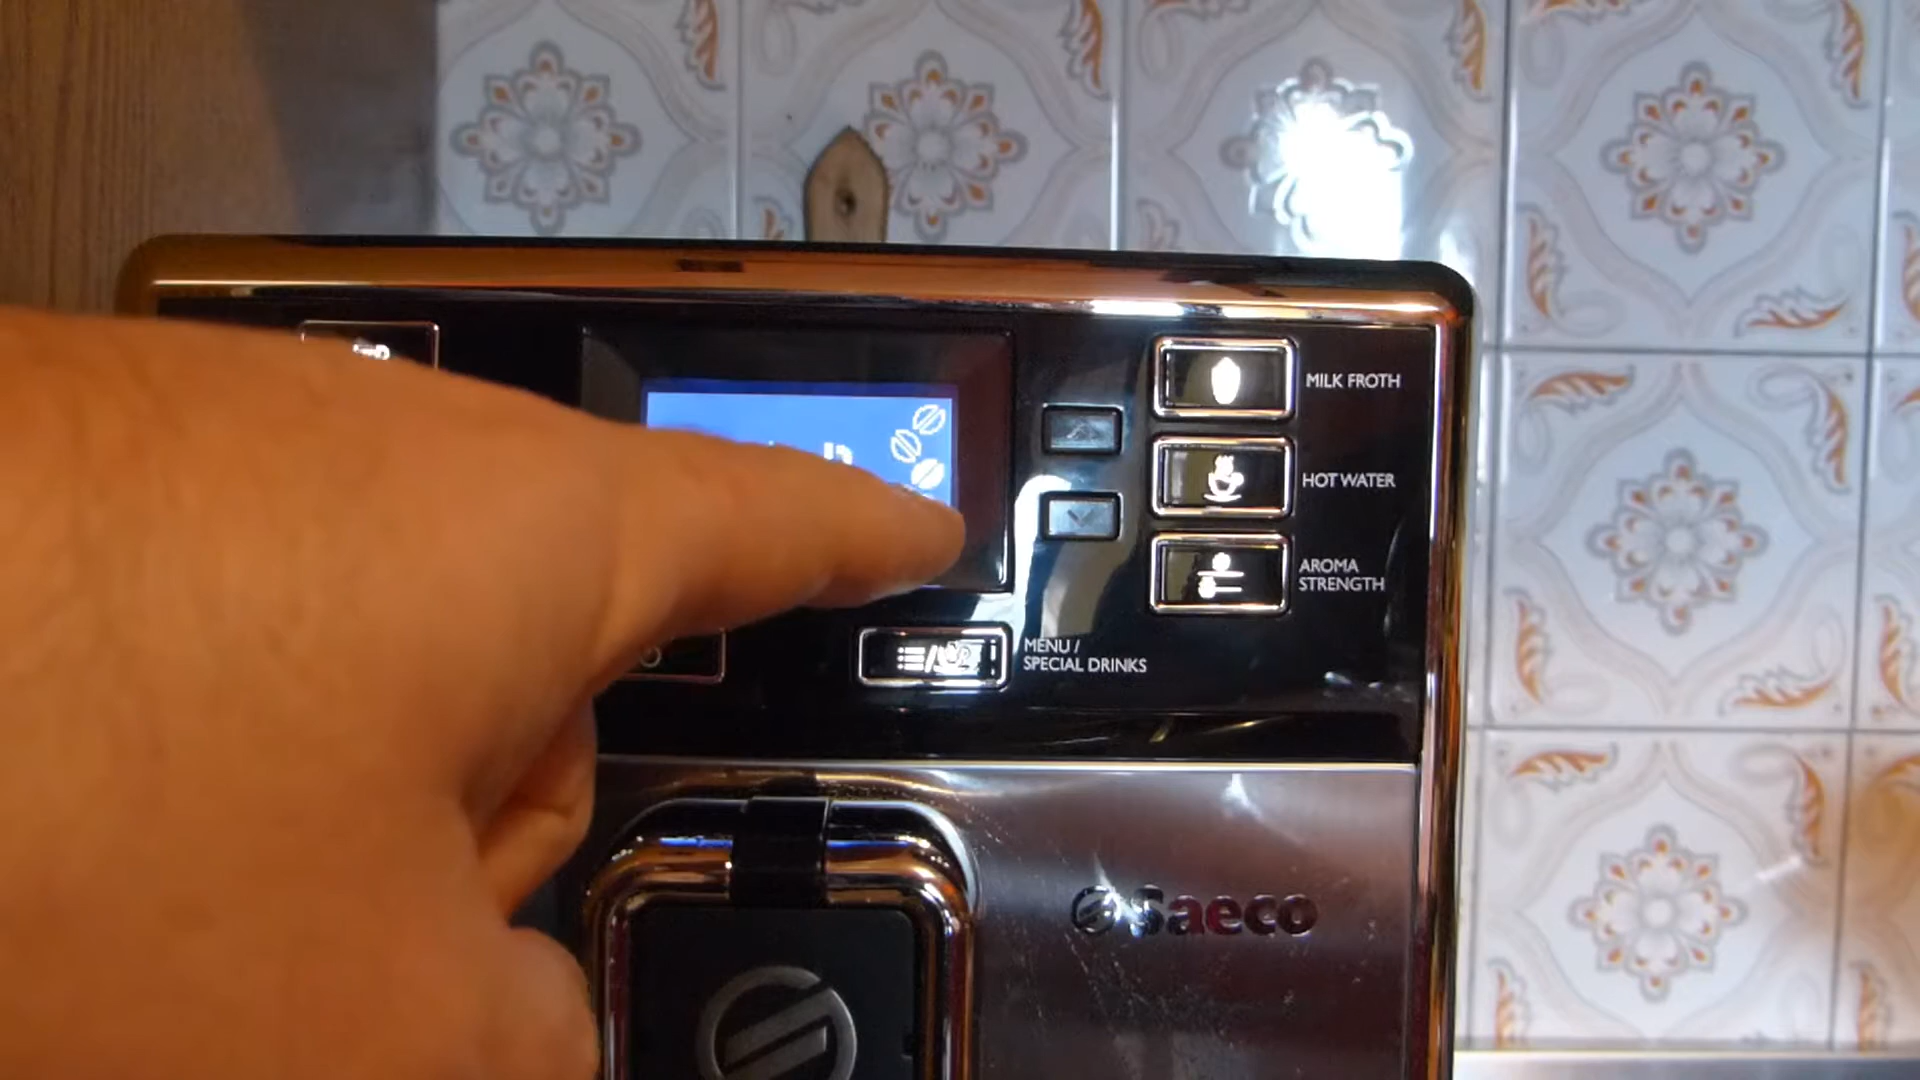 MILK FROTH
HOT WATER
AROMA
STRENGTH
MENU /
SPECIAL DRINKS
Saeco